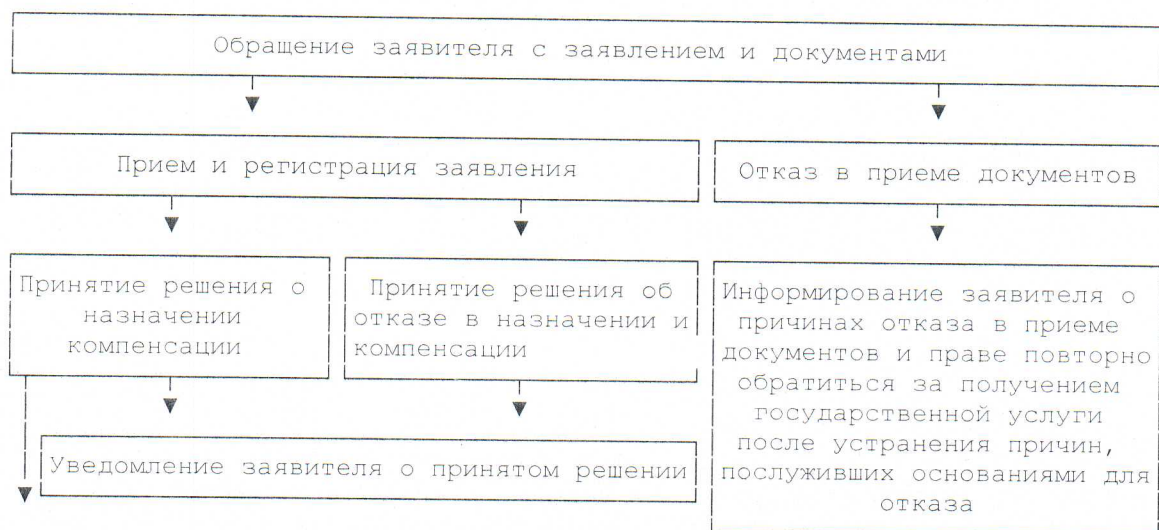 Обращение заявителя с заявлением и документами
Прием и регистрация заявления
Отказ в приеме документов
Принятие решения о
назначении
компенсации
Принятие решения об
отказе в назначении и
компенсации
Информирование заявителя о
причинах отказа в приеме
документов и праве повторно
обратиться за получением
государственной услуги
после устранения причин,
послуживших основаниями для
отказа
Уведомление заявителя о принятом решении